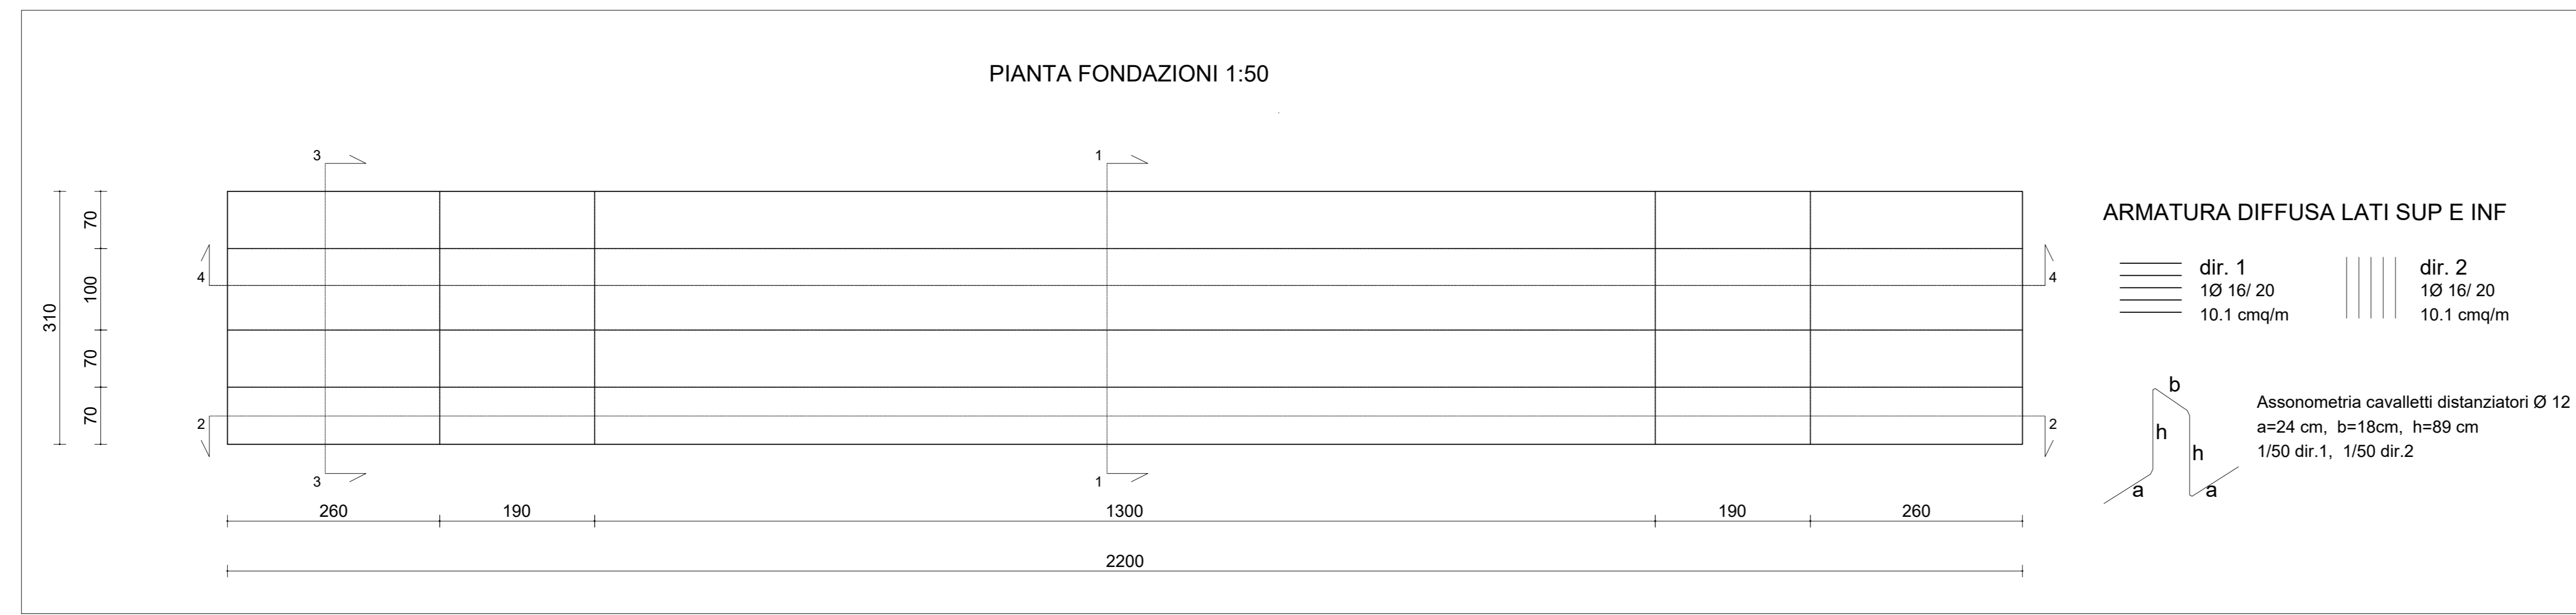 PIANTA FONDAZIONI 1:50
3
1
70
100
70
70
310
4
4
2
2
3
1
260
190
1300
190
260
2200
ARMATURA DIFFUSA LATI SUP E INF
dir. 1
1Ø 16/ 20
10.1 cmq/m
dir. 2
1Ø 16/ 20
10.1 cmq/m
b
h
h
a
a
Assonometria cavalletti distanziatori Ø 12
a=24 cm, b=18cm, h=89 cm
1/50 dir.1, 1/50 dir.2